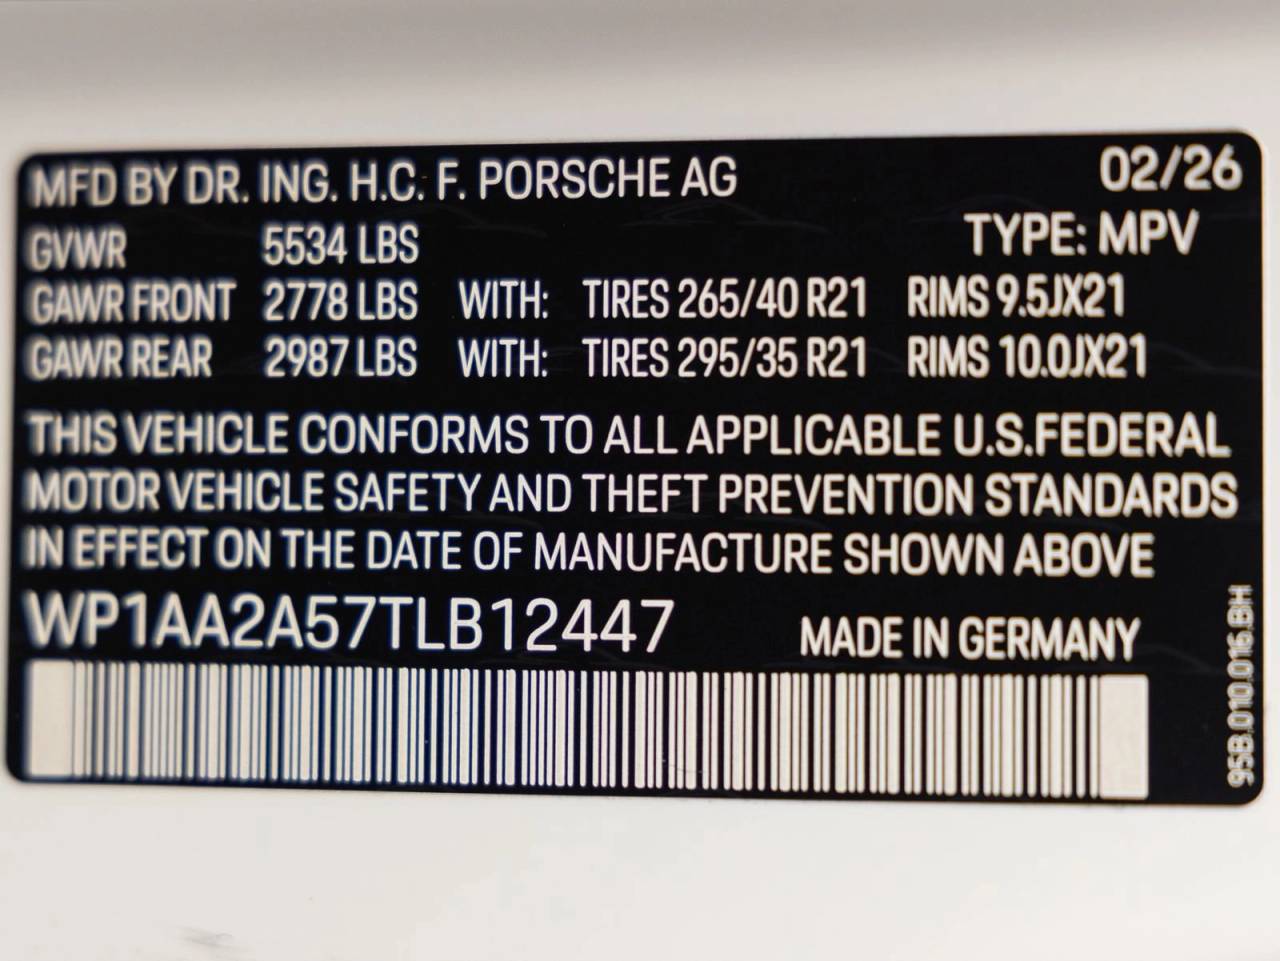 MFD BY DR. ING. H.C. F. PORSCHE AG 02/26
TYPE: MPV
GVWR 5534 LBS
GAWR FRONT 2778 LBS WITH: TIRES 265/40 R21 RIMS 9.5JX21
GAWR REAR 2987 LBS WITH: TIRES 295/35 R21 RIMS 10.0JX21
THIS VEHICLE CONFORMS TO ALL APPLICABLE U.S.FEDERAL
MOTOR VEHICLE SAFETY AND THEFT PREVENTION STANDARDS
IN EFFECT ON THE DATE OF MANUFACTURE SHOWN ABOVE
WP1AA2A57TLB12447 MADE IN GERMANY
95B.010.016.BH